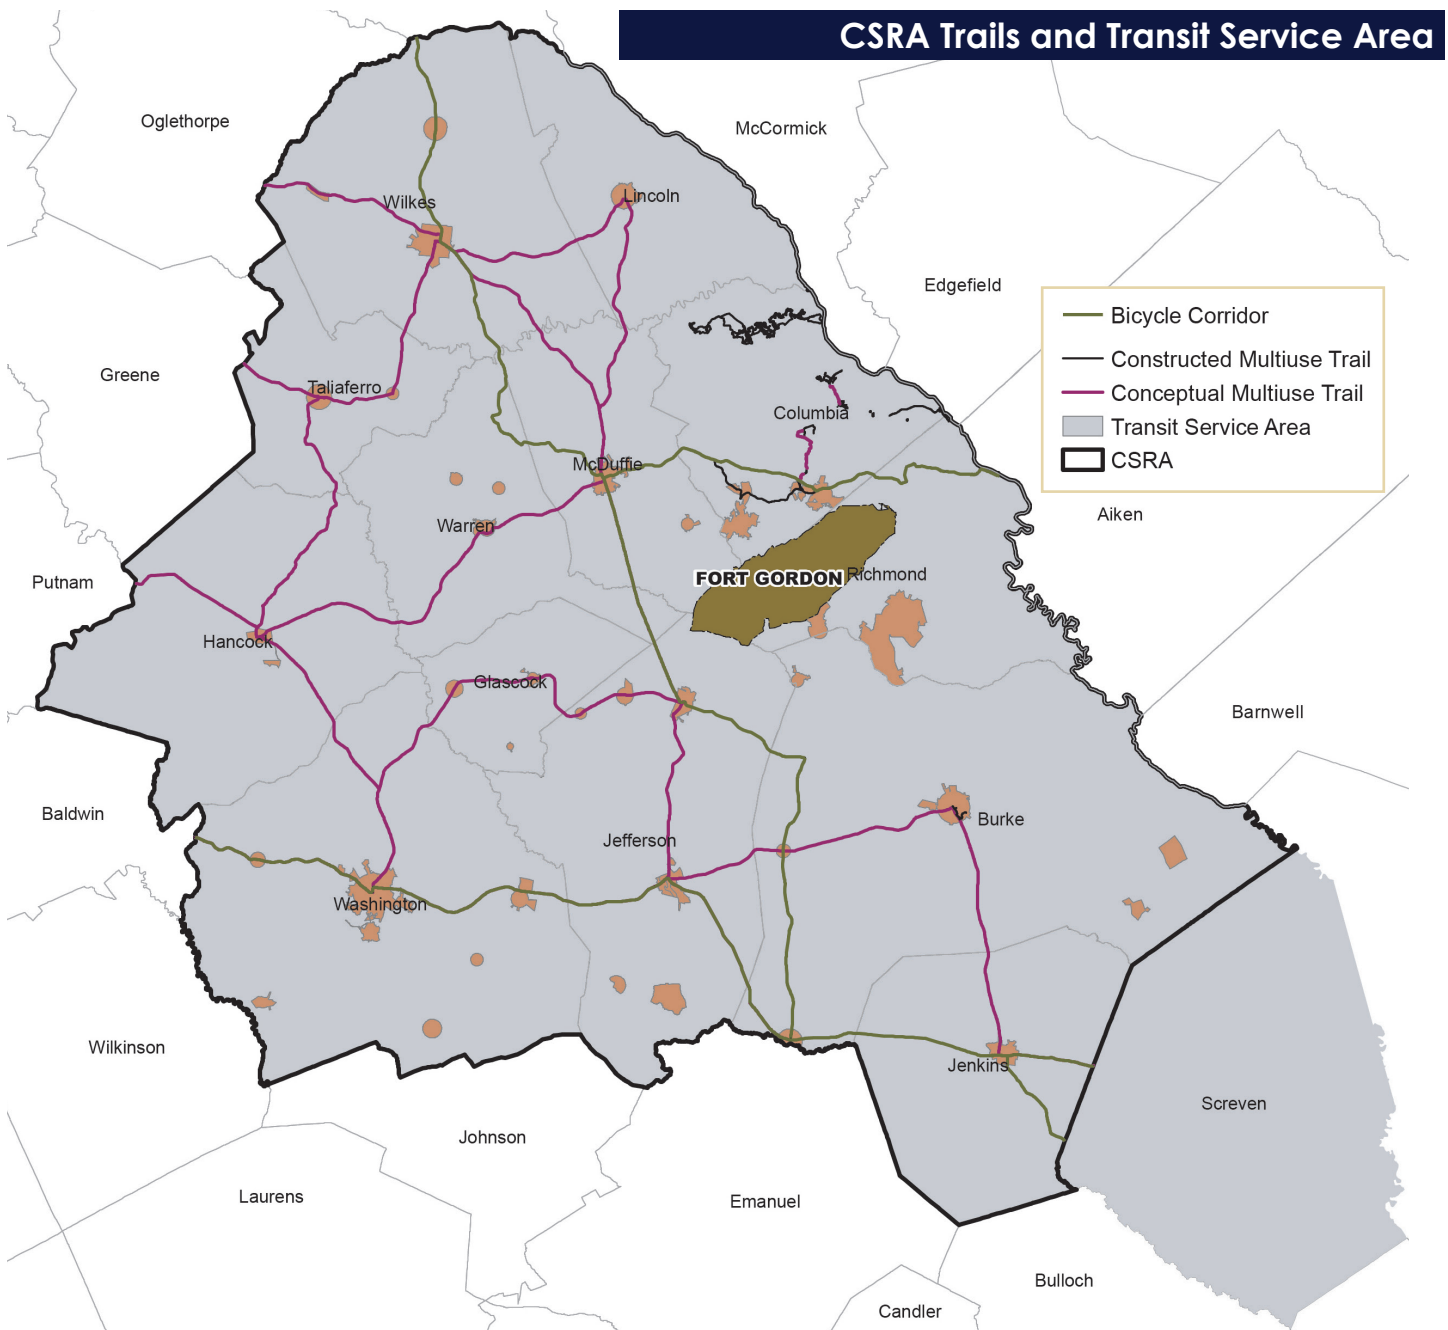 CSRA Trails and Transit Service Area
Oglethorpe
McCormick
Wilkes
Lincoln
Edgefield
Bicycle Corridor
Constructed Multiuse Trail
Conceptual Multiuse Trail
Transit Service Area
CSRA
Greene
Taliaferro
Columbia
McDuffie
Warren
Aiken
Putnam
FORT GORDON
Richmond
Hancock
Glascock
Barnwell
Baldwin
Burke
Jefferson
Washington
Wilkinson
Jenkins
Screven
Johnson
Laurens
Emanuel
Bulloch
Candler